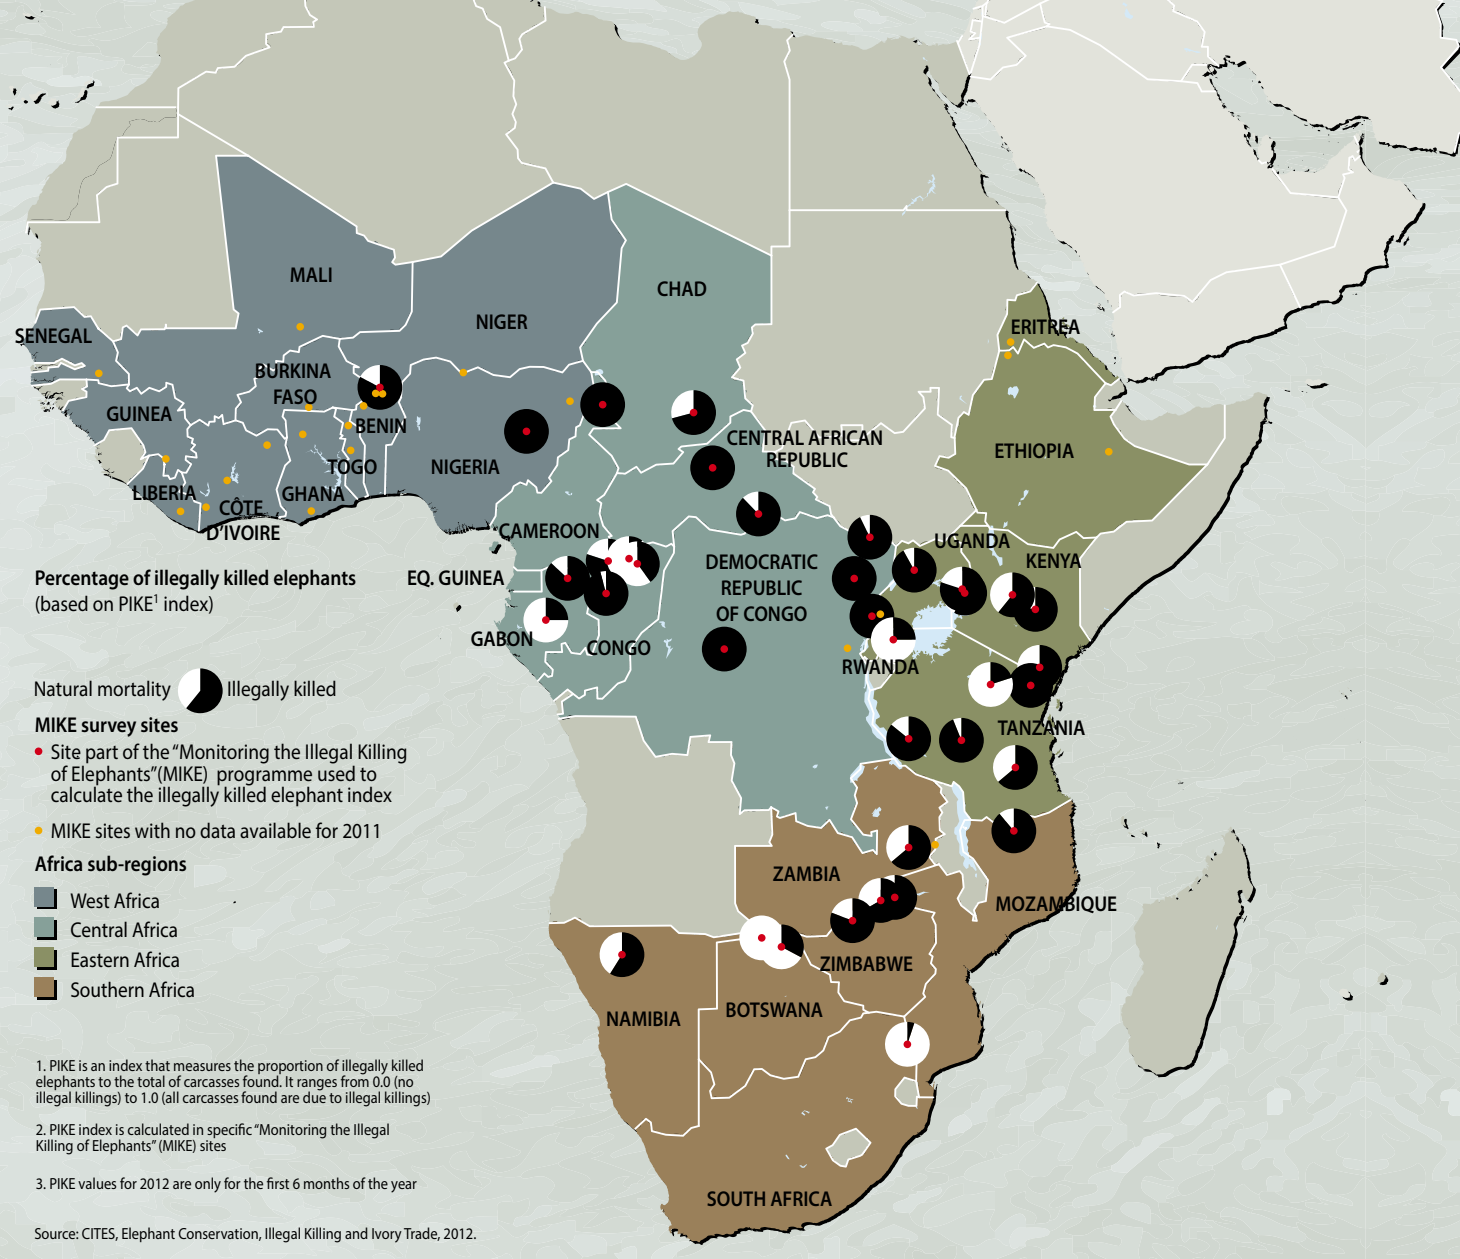 MALI
CHAD
NIGER
SENEGAL
ERITREA
BURKINA
FASO
GUINEA
BENIN
CENTRAL AFRICAN
REPUBLIC
ETHIOPIA
TOGO
NIGERIA
LIBERIA
GHANA
CÔTE
D'IVOIRE
CAMEROON
UGANDA
KENYA
DEMOCRATIC
REPUBLIC
OF CONGO
EQ. GUINEA
GABON
CONGO
RWANDA
TANZANIA
ZAMBIA
MOZAMBIQUE
ZIMBABWE
BOTSWANA
NAMIBIA
SOUTH AFRICA
Percentage of illegally killed elephants
(based on PIKE¹ index)
Natural mortality
Illegally killed
MIKE survey sites
Site part of the “Monitoring the Illegal Killing
of Elephants”(MIKE) programme used to
calculate the illegally killed elephant index
MIKE sites with no data available for 2011
Africa sub-regions
West Africa
Central Africa
Eastern Africa
Southern Africa
1. PIKE is an index that measures the proportion of illegally killed
elephants to the total of carcasses found. It ranges from 0.0 (no
illegal killings) to 1.0 (all carcasses found are due to illegal killings)
2. PIKE index is calculated in specific “Monitoring the Illegal
Killing of Elephants” (MIKE) sites
3. PIKE values for 2012 are only for the first 6 months of the year
Source: CITES, Elephant Conservation, Illegal Killing and Ivory Trade, 2012.